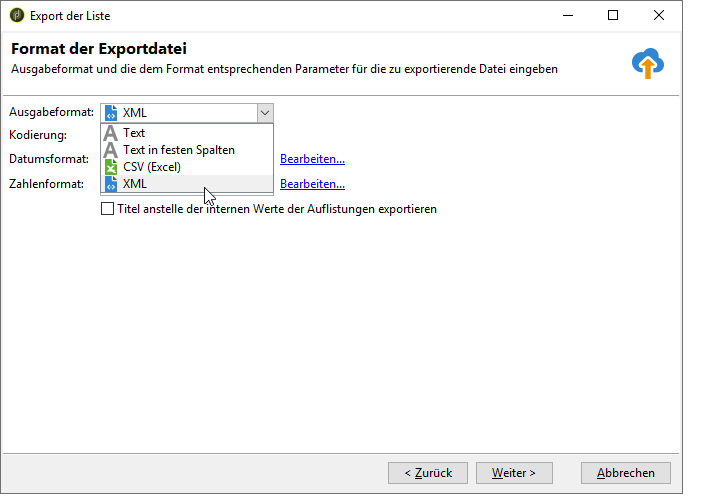 Export der Liste
Format der Exportdatei
Ausgabeformat und die dem Format entsprechenden Parameter für die zu exportierende Datei eingeben
Ausgabeformat: XML
Kodierung:
Text
Text in festen Spalten
Datumsformat: Bearbeiten...
CSV (Excel)
Zahlenformat: XML Bearbeiten...
Titel anstelle der internen Werte der Auflistungen exportieren
< Zurück Weiter > Abbrechen